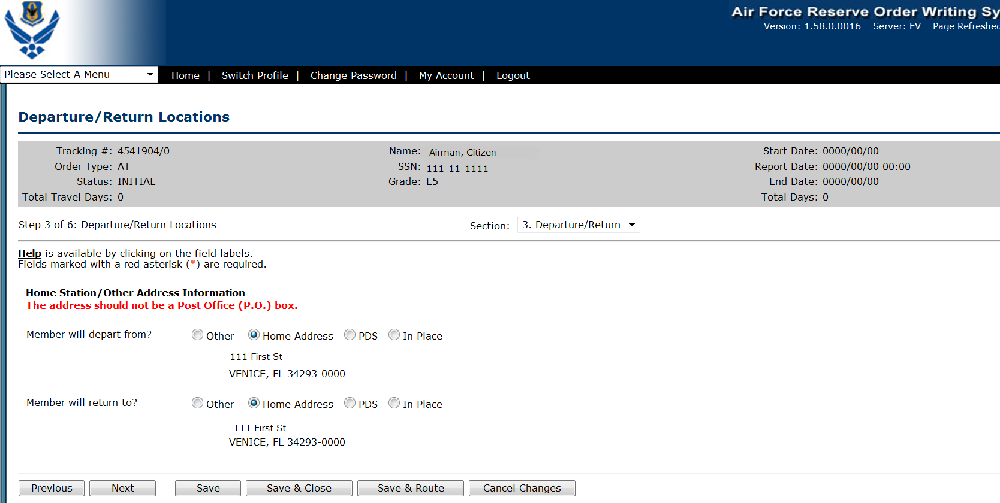 Air Force Reserve Order Writing Sy
Version: 1.58.0.0016 Server: EV Page Refreshed
Please Select A Menu Home | Switch Profile | Change Password | My Account | Logout
Departure/Return Locations
Tracking #: 4541904/0 Name: Airman, Citizen Start Date: 0000/00/00
Order Type: AT SSN: 111-11-1111 Report Date: 0000/00/00 00:00
Status: INITIAL Grade: E5 End Date: 0000/00/00
Total Travel Days: 0 Total Days: 0
Step 3 of 6: Departure/Return Locations Section: 3. Departure/Return
Help is available by clicking on the field labels.
Fields marked with a red asterisk (*) are required.
Home Station/Other Address Information
The address should not be a Post Office (P.O.) box.
Member will depart from? Other Home Address PDS In Place
111 First St
VENICE, FL 34293-0000
Member will return to? Other Home Address PDS In Place
111 First St
VENICE, FL 34293-0000
Previous Next Save Save & Close Save & Route Cancel Changes